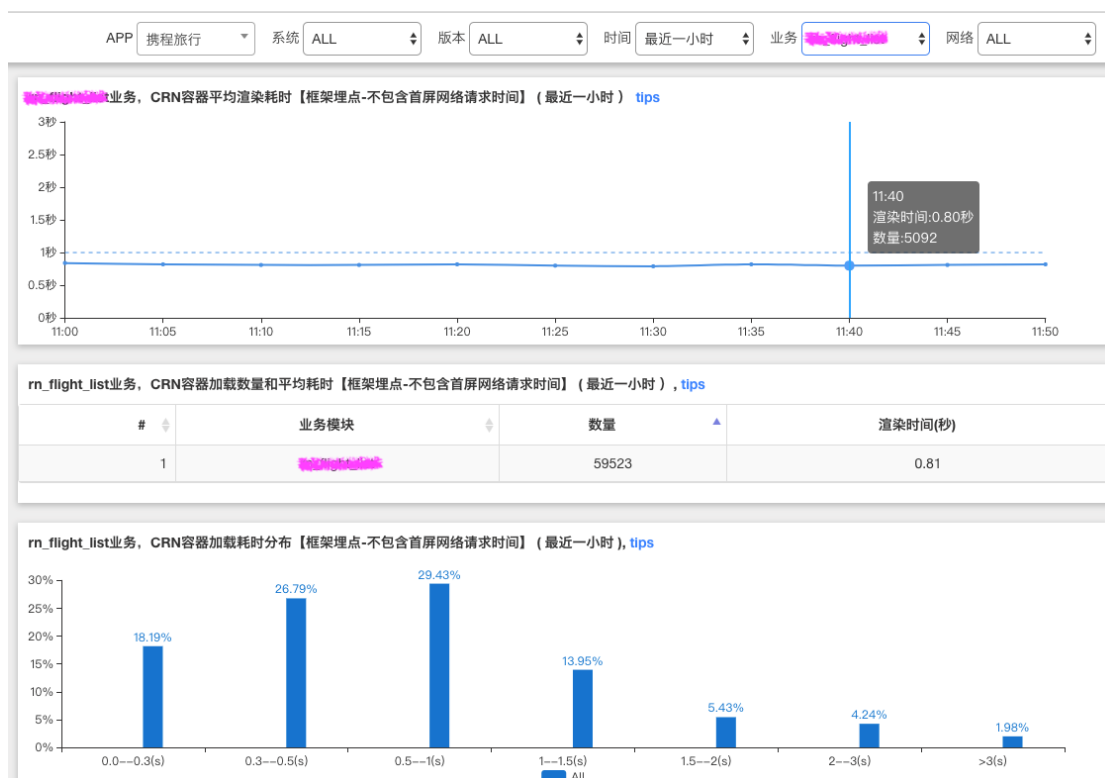 APP 携程旅行 系统 ALL 版本 ALL 时间 最近一小时 业务 网络 ALL
业务，CRN容器平均渲染耗时【框架埋点-不包含首屏网络请求时间】 ( 最近一小时 ） tips
3秒
2.5秒
2秒
1.5秒
1秒
0.5秒
0秒
11:40
渲染时间:0.80秒
数量:5092
11:00 11:05 11:10 11:15 11:20 11:25 11:30 11:35 11:40 11:45 11:50
rn_flight_list业务，CRN容器加载数量和平均耗时【框架埋点-不包含首屏网络请求时间】 ( 最近一小时 ）, tips
# 业务模块 数量 渲染时间(秒)
1 59523 0.81
rn_flight_list业务，CRN容器加载耗时分布【框架埋点-不包含首屏网络请求时间】 ( 最近一小时 ), tips
30%
25%
20%
15%
10%
5%
0%
18.19% 26.79% 29.43% 13.95% 5.43% 4.24% 1.98%
0.0--0.3(s) 0.3--0.5(s) 0.5--1(s) 1--1.5(s) 1.5--2(s) 2--3(s) >3(s)
All